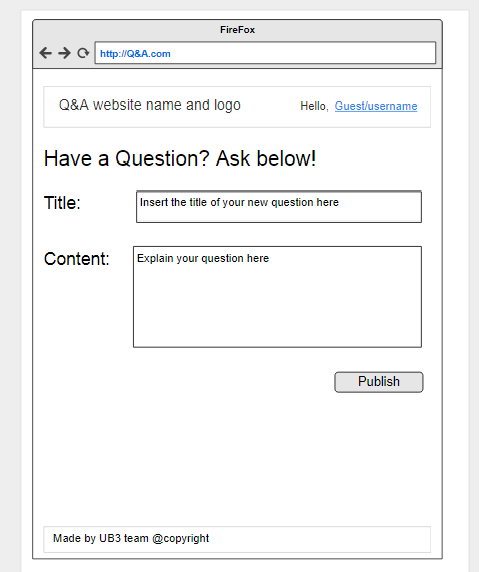 FireFox
http://Q&A.com
Q&A website name and logo
Hello, Guest/username
Have a Question? Ask below!
Title:
Insert the title of your new question here
Content:
Explain your question here
Publish
Made by UB3 team @copyright